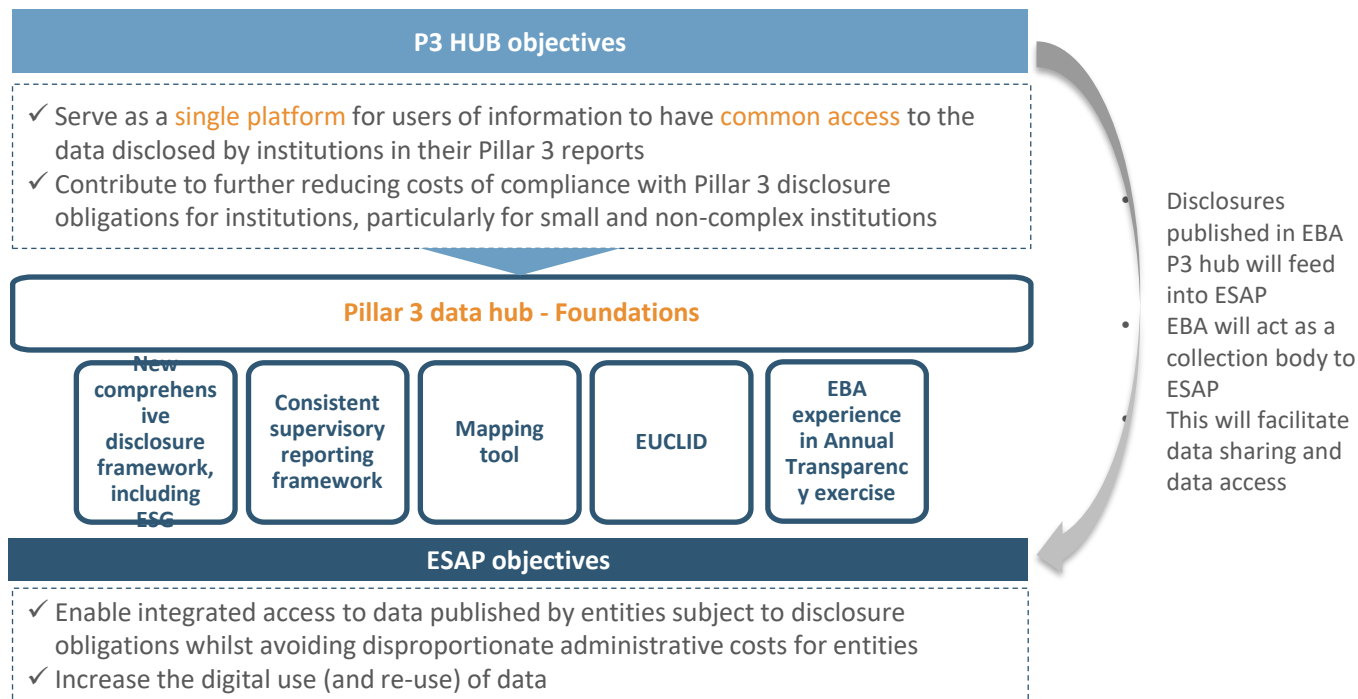 P3 HUB objectives
✓ Serve as a single platform for users of information to have common access to the
data disclosed by institutions in their Pillar 3 reports
✓ Contribute to further reducing costs of compliance with Pillar 3 disclosure
obligations for institutions, particularly for small and non-complex institutions
Pillar 3 data hub - Foundations
New
comprehens
ive
disclosure
framework,
including
ESG
Consistent
supervisory
reporting
framework
Mapping
tool
EUCLID
EBA
experience
in Annual
Transparenc
y exercise
• Disclosures
published in EBA
P3 hub will feed
into ESAP
• EBA will act as a
collection body to
ESAP
• This will facilitate
data sharing and
data access
ESAP objectives
✓ Enable integrated access to data published by entities subject to disclosure
obligations whilst avoiding disproportionate administrative costs for entities
✓ Increase the digital use (and re-use) of data